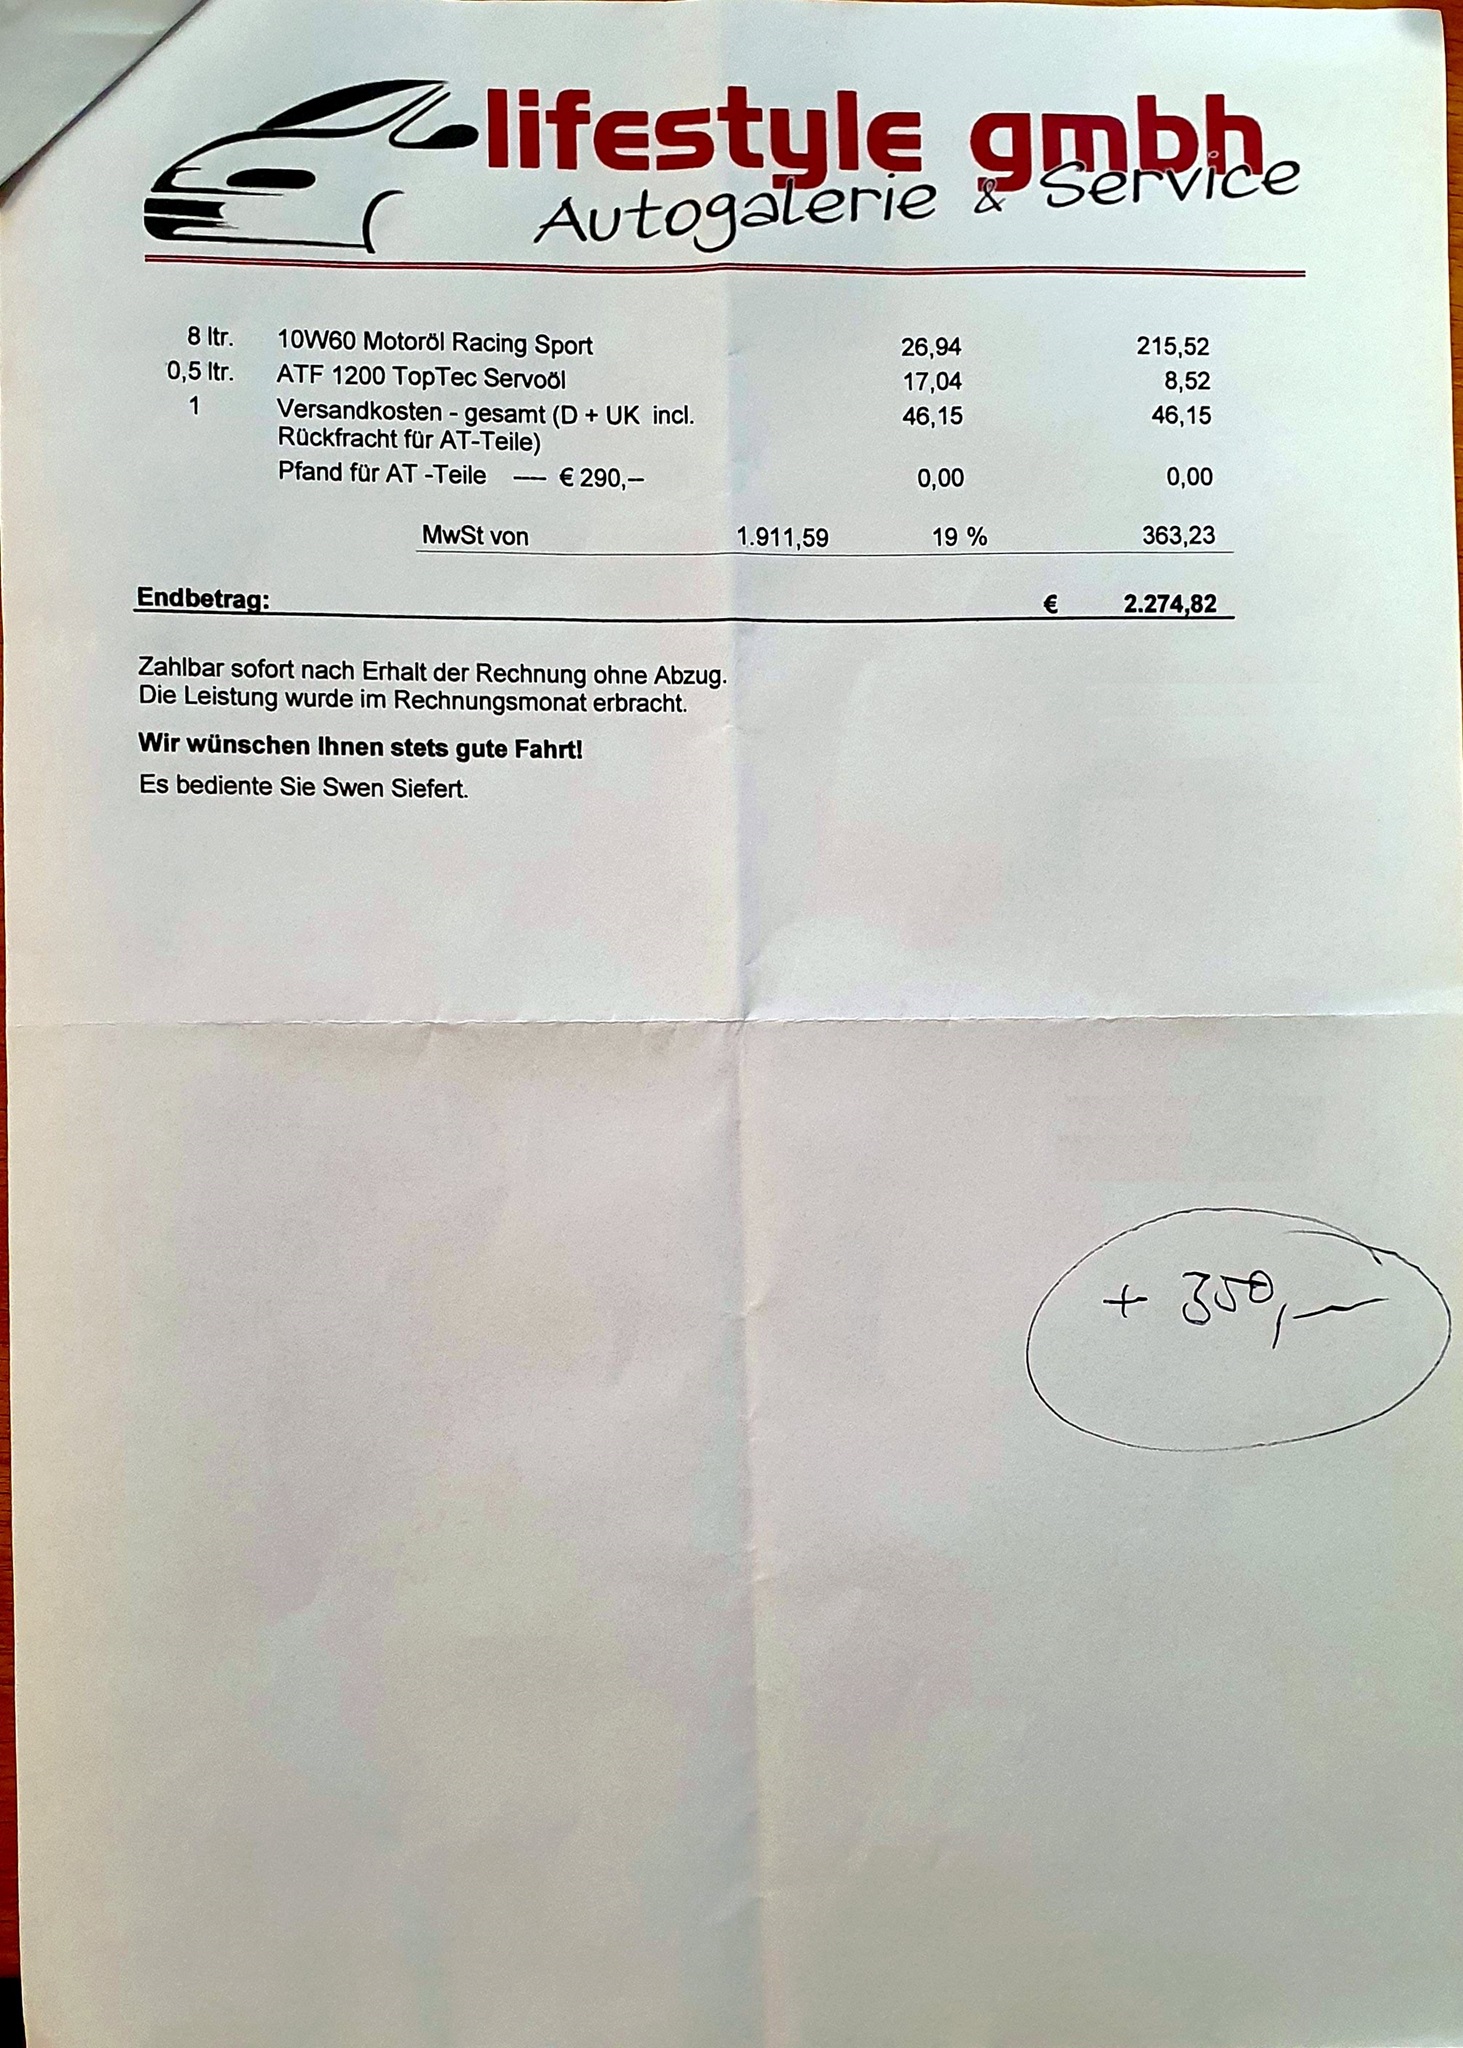 lifestyle gmbh
Autogalerie & Service
8 ltr. 10W60 Motoröl Racing Sport 26,94 215,52
0,5 ltr. ATF 1200 TopTec Servoöl 17,04 8,52
1 Versandkosten - gesamt (D + UK incl. 46,15 46,15
Rückfracht für AT-Teile)
Pfand für AT -Teile — € 290,– 0,00 0,00
MwSt von 1.911,59 19 % 363,23
Endbetrag: € 2.274,82
Zahlbar sofort nach Erhalt der Rechnung ohne Abzug.
Die Leistung wurde im Rechnungsmonat erbracht.
Wir wünschen Ihnen stets gute Fahrt!
Es bediente Sie Swen Siefert.
+ 350,—